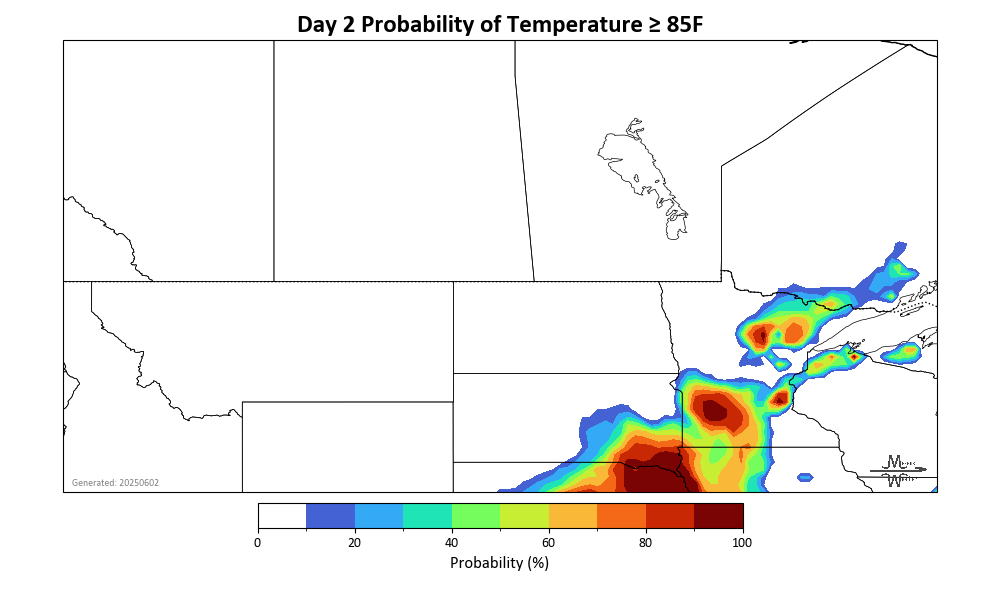 Day 2 Probability of Temperature ≥ 85F
Generated: 20250602
0 20 40 60 80 100
Probability (%)